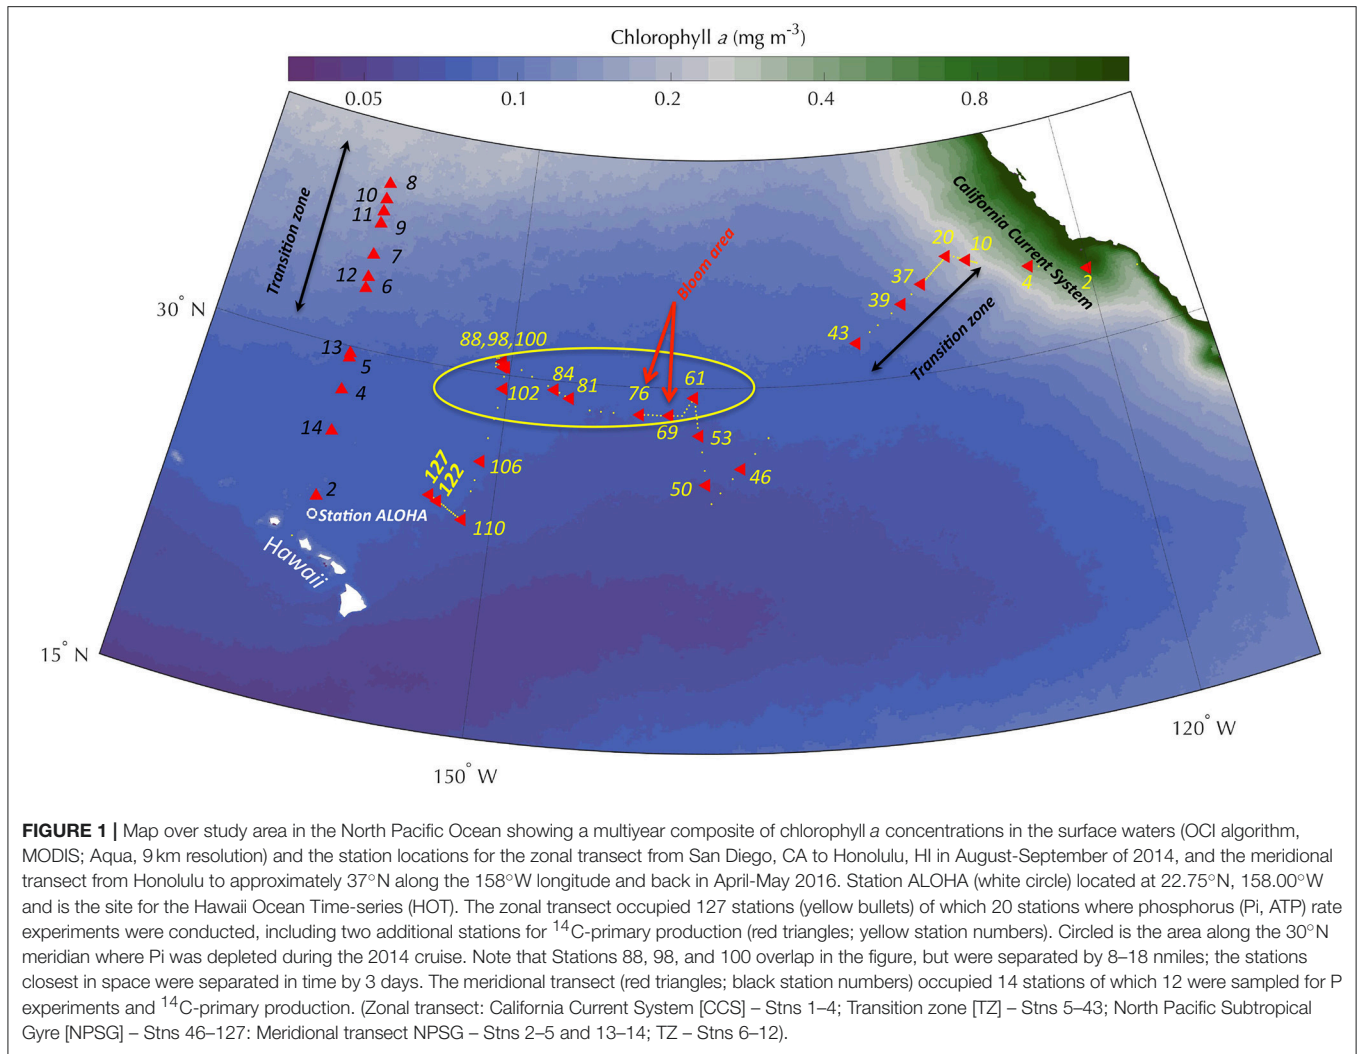 Chlorophyll a (mg m-3)
0.05 0.1 0.2 0.4 0.8
Transition zone
8
10
11
9
7
12
6
13
5
4
14
2
Station ALOHA
Hawaii
30° N
15° N
150° W
120° W
88,98,100
102
84
81
76
69
61
53
50
46
106
127
122
110
Bloom area
California Current System
20
10
4
2
37
39
43
Transition zone
FIGURE 1 | Map over study area in the North Pacific Ocean showing a multiyear composite of chlorophyll a concentrations in the surface waters (OCI algorithm,
MODIS; Aqua, 9 km resolution) and the station locations for the zonal transect from San Diego, CA to Honolulu, HI in August-September of 2014, and the meridional
transect from Honolulu to approximately 37°N along the 158°W longitude and back in April-May 2016. Station ALOHA (white circle) located at 22.75°N, 158.00°W
and is the site for the Hawaii Ocean Time-series (HOT). The zonal transect occupied 127 stations (yellow bullets) of which 20 stations where phosphorus (Pi, ATP) rate
experiments were conducted, including two additional stations for 14C-primary production (red triangles; yellow station numbers). Circled is the area along the 30°N
meridian where Pi was depleted during the 2014 cruise. Note that Stations 88, 98, and 100 overlap in the figure, but were separated by 8–18 nmiles; the stations
closest in space were separated in time by 3 days. The meridional transect (red triangles; black station numbers) occupied 14 stations of which 12 were sampled for P
experiments and 14C-primary production. (Zonal transect: California Current System [CCS] – Stns 1–4; Transition zone [TZ] – Stns 5–43; North Pacific Subtropical
Gyre [NPSG] – Stns 46–127: Meridional transect NPSG – Stns 2–5 and 13–14; TZ – Stns 6–12).